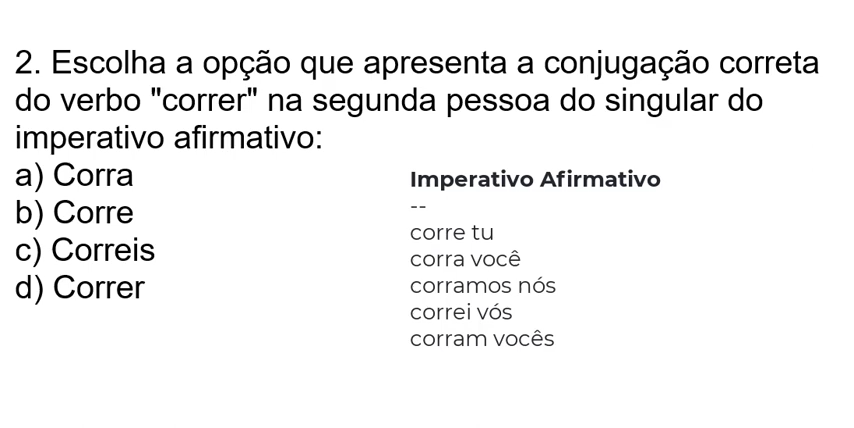 2. Escolha a opção que apresenta a conjugação correta
do verbo "correr" na segunda pessoa do singular do
imperativo afirmativo:
a) Corra
b) Corre
c) Correis
d) Correr
Imperativo Afirmativo
--
corre tu
corra você
corramos nós
correi vós
corram vocês